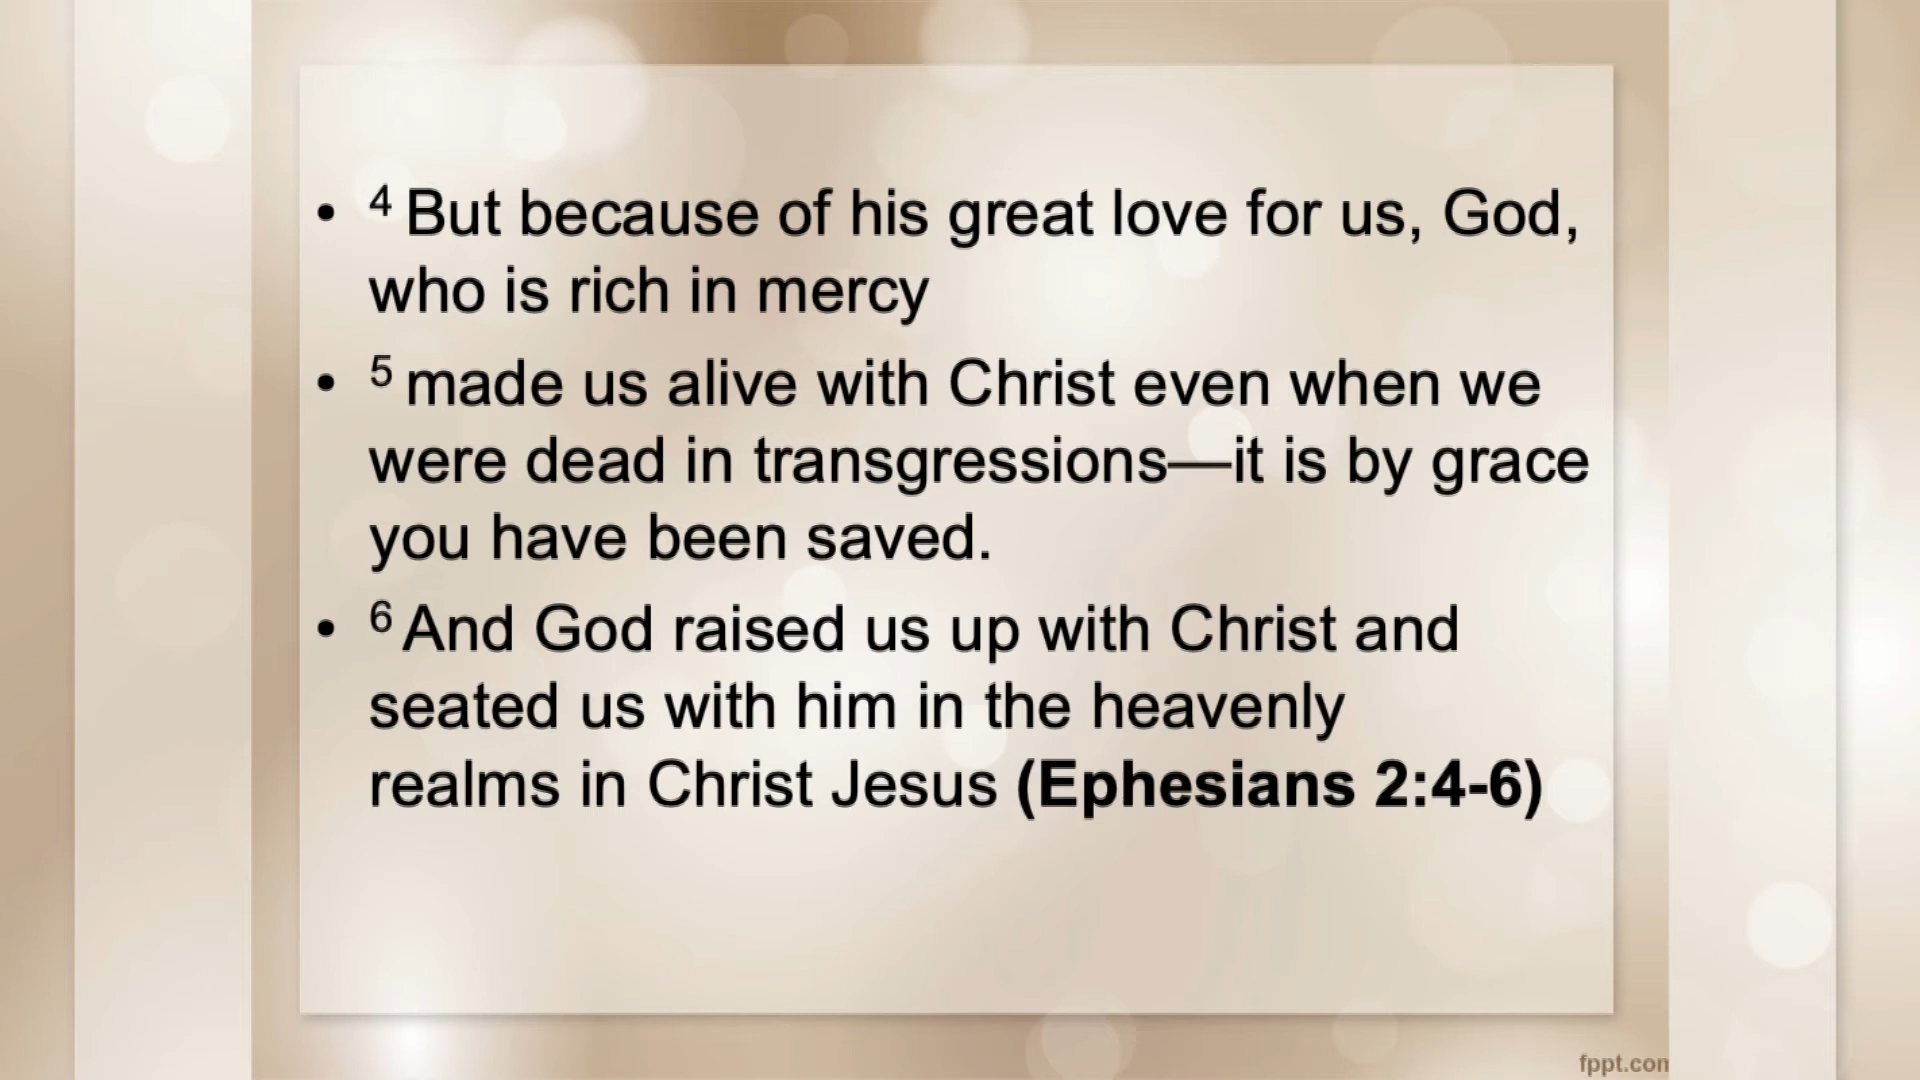 • 4 But because of his great love for us, God,
who is rich in mercy
• 5 made us alive with Christ even when we
were dead in transgressions—it is by grace
you have been saved.
• 6 And God raised us up with Christ and
seated us with him in the heavenly
realms in Christ Jesus (Ephesians 2:4-6)
fppt.com